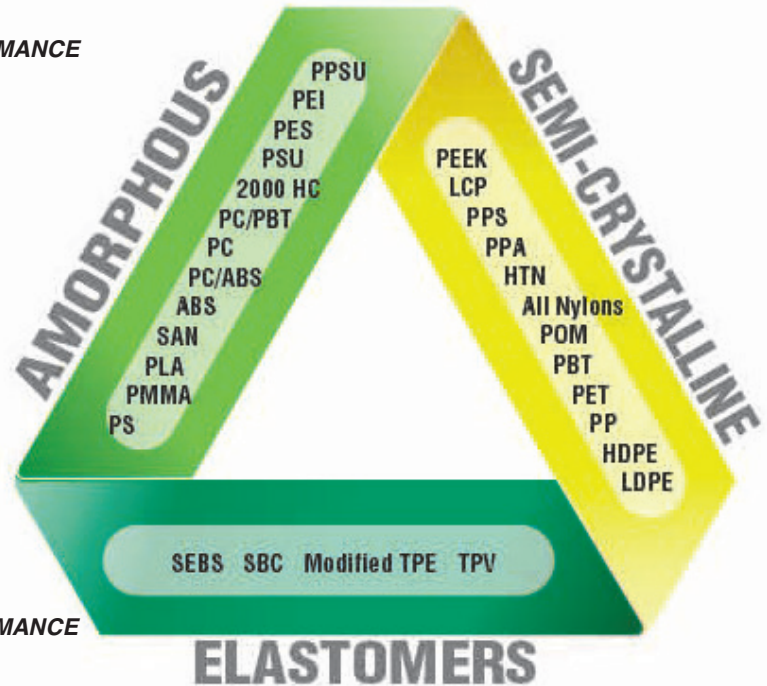 MANCE
AMORPHOUS
PPSU
PEI
PES
PSU
2000 HC
PC/PBT
PC
PC/ABS
ABS
SAN
PLA
PMMA
PS
SEMI-CRYSTALLINE
PEEK
LCP
PPS
PPA
HTN
All Nylons
POM
PBT
PET
PP
HDPE
LDPE
SEBS SBC Modified TPE TPV
MANCE
ELASTOMERS